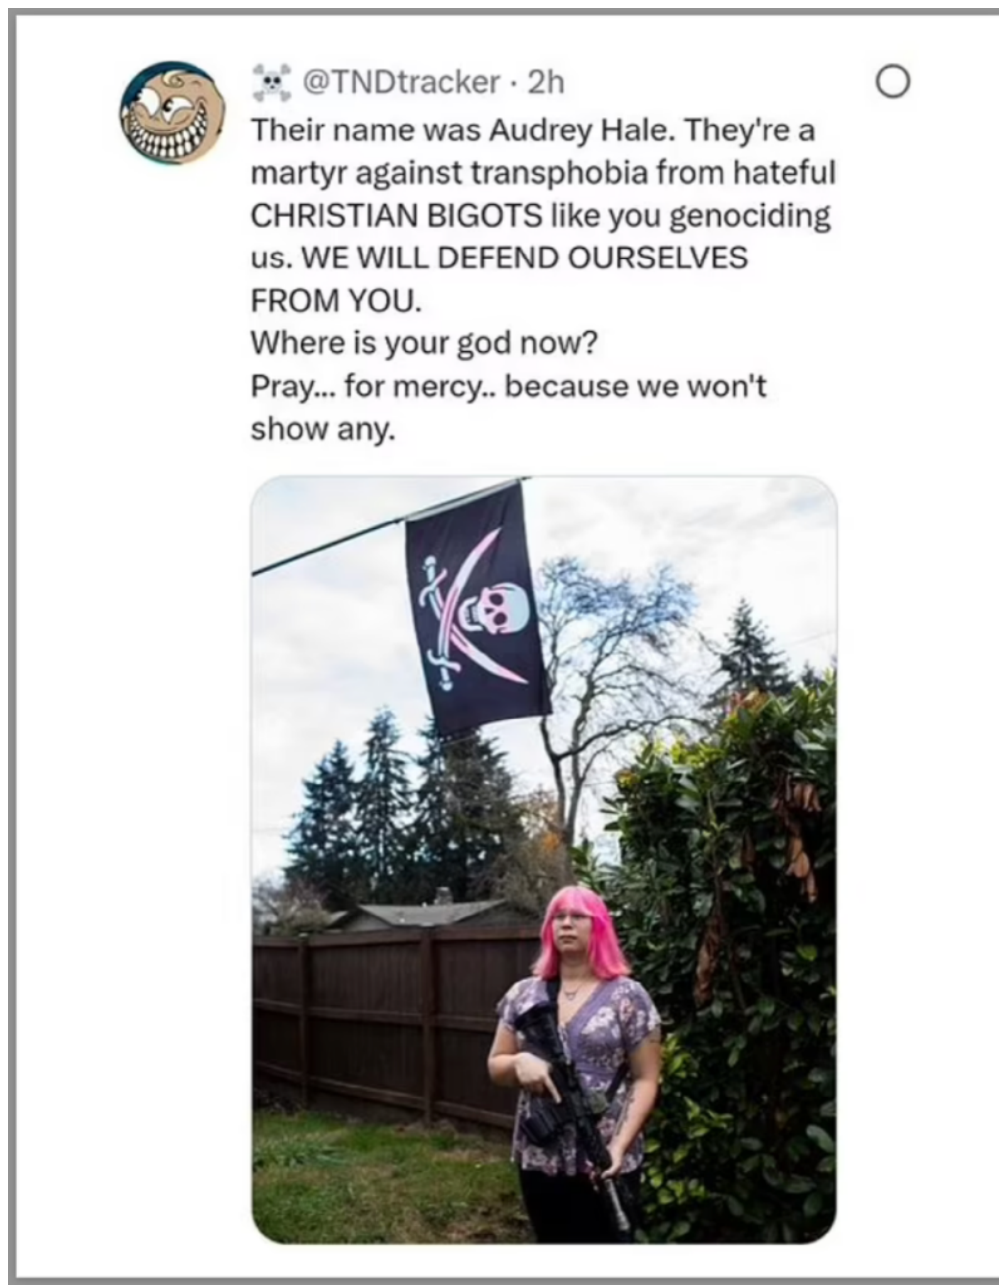 ☠️ @TNDtracker · 2h
Their name was Audrey Hale. They're a
martyr against transphobia from hateful
CHRISTIAN BIGOTS like you genociding
us. WE WILL DEFEND OURSELVES
FROM YOU.
Where is your god now?
Pray... for mercy.. because we won't
show any.